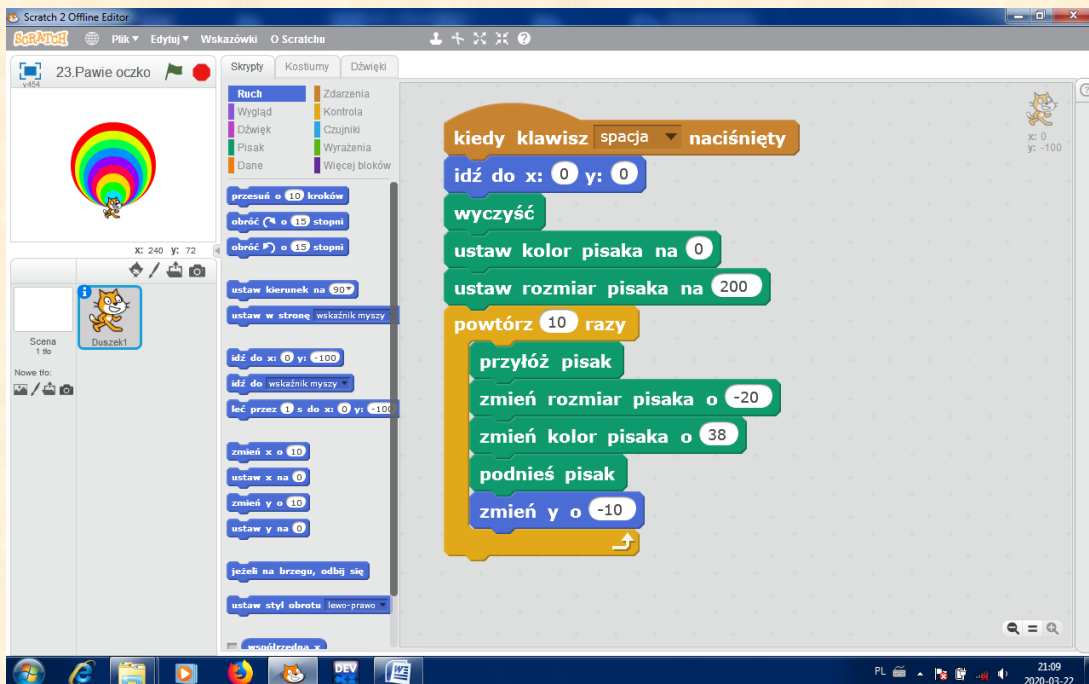 Scratch 2 Offline Editor
SCRATCH Plik Edytuj Wskazówki O Scratchu
23.Pawie oczko
v454
X: 240 Y: 72
Scena
1 tło
Duszek1
Nowe tło:
Skrypty Kostiumy Dźwięki
Ruch Zdarzenia
Wygląd Kontrola
Dźwięk Czujniki
Pisak Wyrażenia
Dane Więcej bloków
przesuń o 10 kroków
obróć o 15 stopni
obróć o 15 stopni
ustaw kierunek na 90
ustaw w stronę wskaźnik myszy
idź do x: 0 y: -100
idź do wskaźnik myszy
leć przez 1 s do x: 0 y: -100
zmień x o 10
ustaw x na 0
zmień y o 10
ustaw y na 0
jeżeli na brzegu, odbij się
ustaw styl obrotu lewo-prawo
współrzędna x
kiedy klawisz spacja naciśnięty
idź do x: 0 y: 0
wyczyść
ustaw kolor pisaka na 0
ustaw rozmiar pisaka na 200
powtórz 10 razy
przyłóż pisak
zmień rozmiar pisaka o -20
zmień kolor pisaka o 38
podnieś pisak
zmień y o -10
x: 0
y: -100
DEV
PL
21:09
2020-03-22